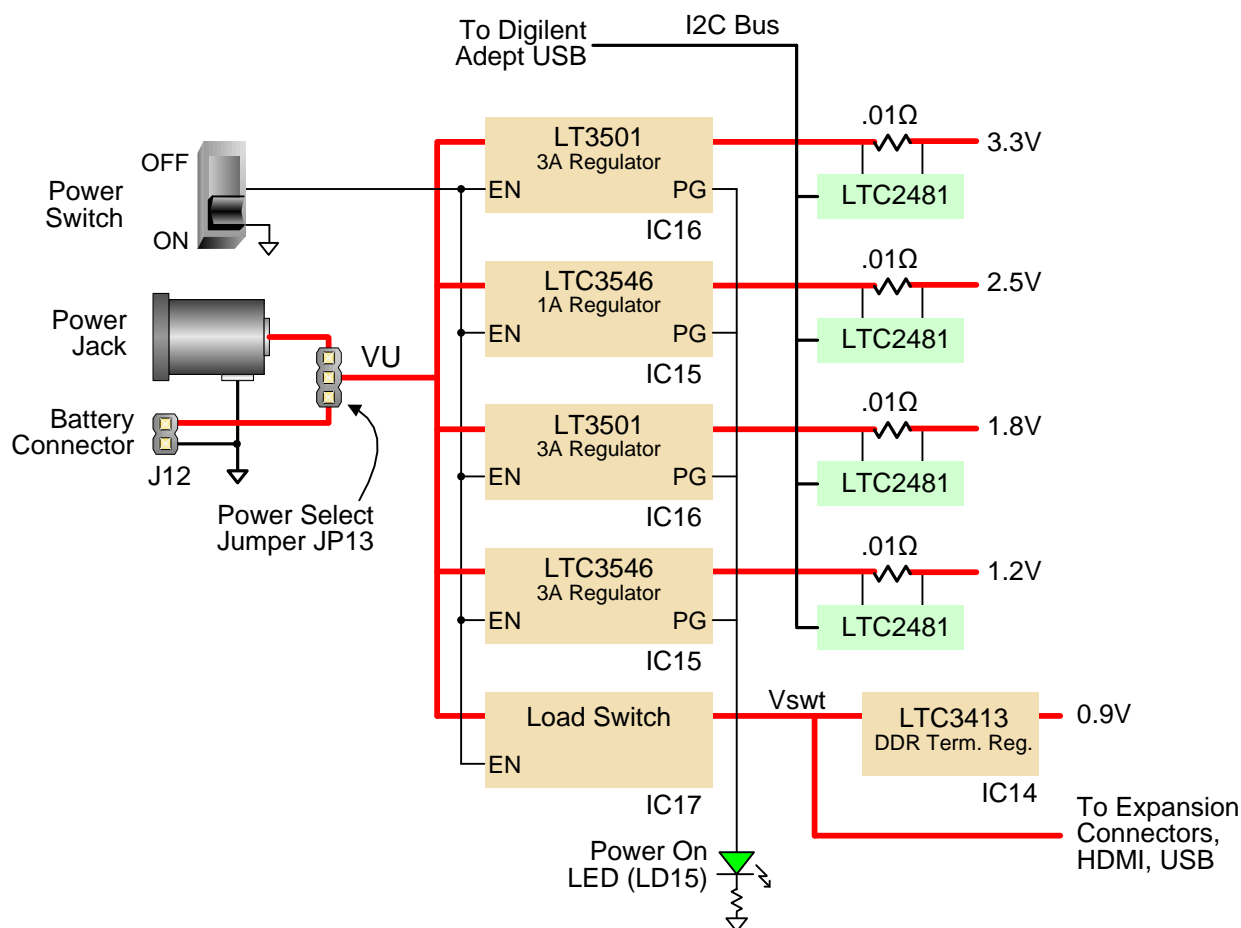 To Digilent
Adept USB
I2C Bus
OFF
Power
Switch
ON
LT3501
3A Regulator
EN
PG
IC16
.01Ω
3.3V
LTC2481
LTC3546
1A Regulator
EN
PG
IC15
.01Ω
2.5V
LTC2481
Power
Jack
VU
Battery
Connector
J12
Power Select
Jumper JP13
LT3501
3A Regulator
EN
PG
IC16
.01Ω
1.8V
LTC2481
LTC3546
3A Regulator
EN
PG
IC15
.01Ω
1.2V
LTC2481
Load Switch
EN
IC17
Vswt
LTC3413
DDR Term. Reg.
IC14
0.9V
To Expansion
Connectors,
HDMI, USB
Power On
LED (LD15)